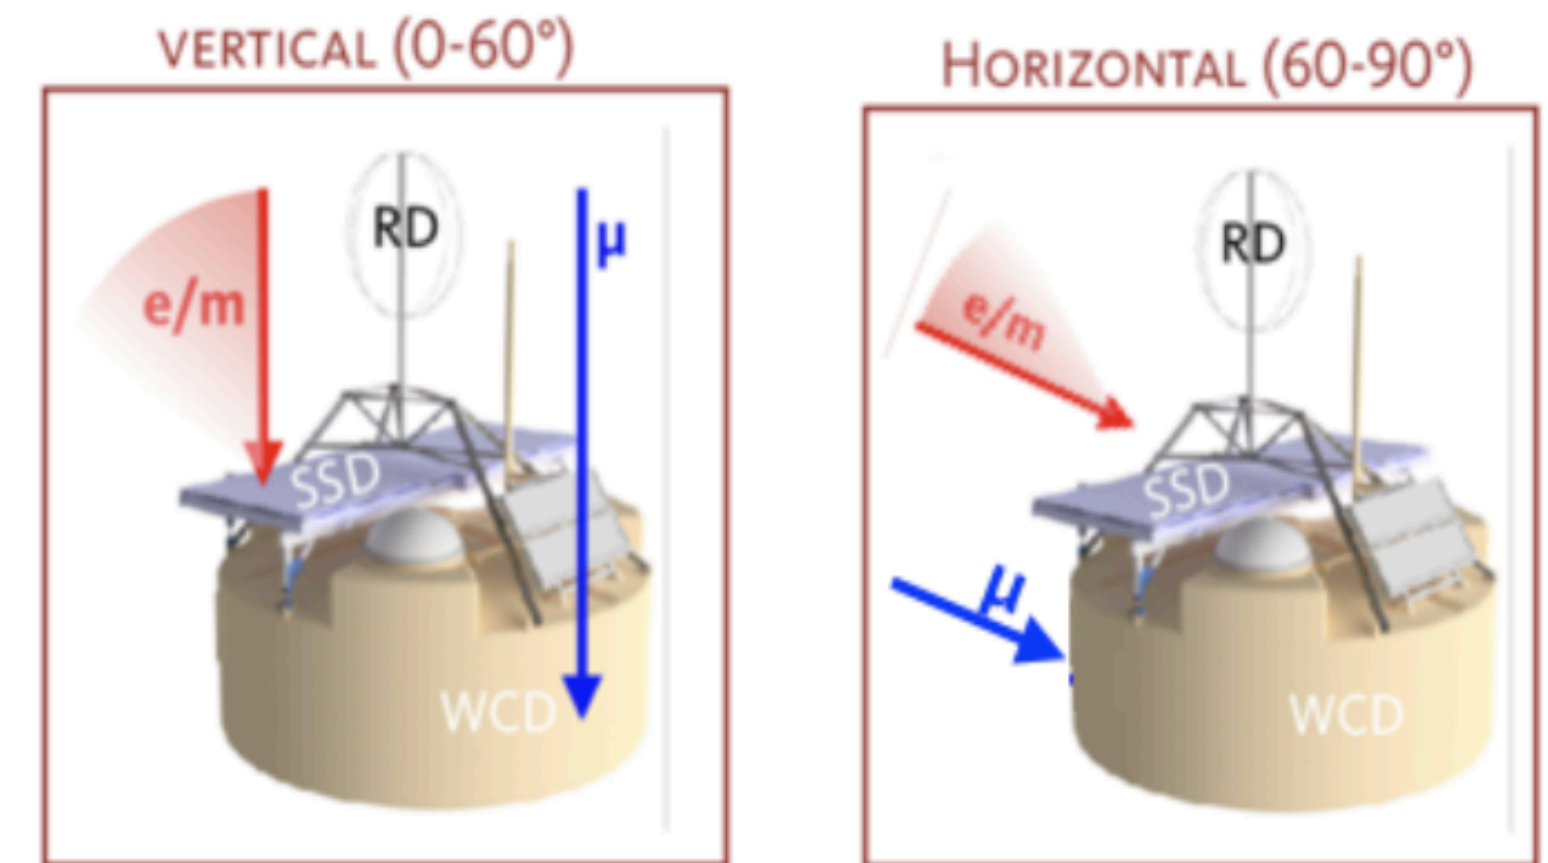 VERTICAL (0-60°)
RD
μ
e/m
SSD
WCD
HORIZONTAL (60-90°)
RD
e/m
SSD
μ
WCD